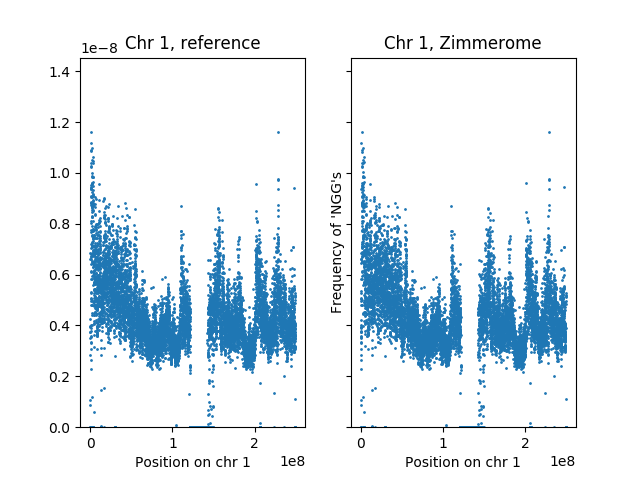 Chr 1, reference
1e−8
1.4
1.2
1.0
0.8
0.6
0.4
0.2
0.0
0
1
2
1e8
Position on chr 1
Chr 1, Zimmerome
Frequency of 'NGG's
0
1
2
1e8
Position on chr 1